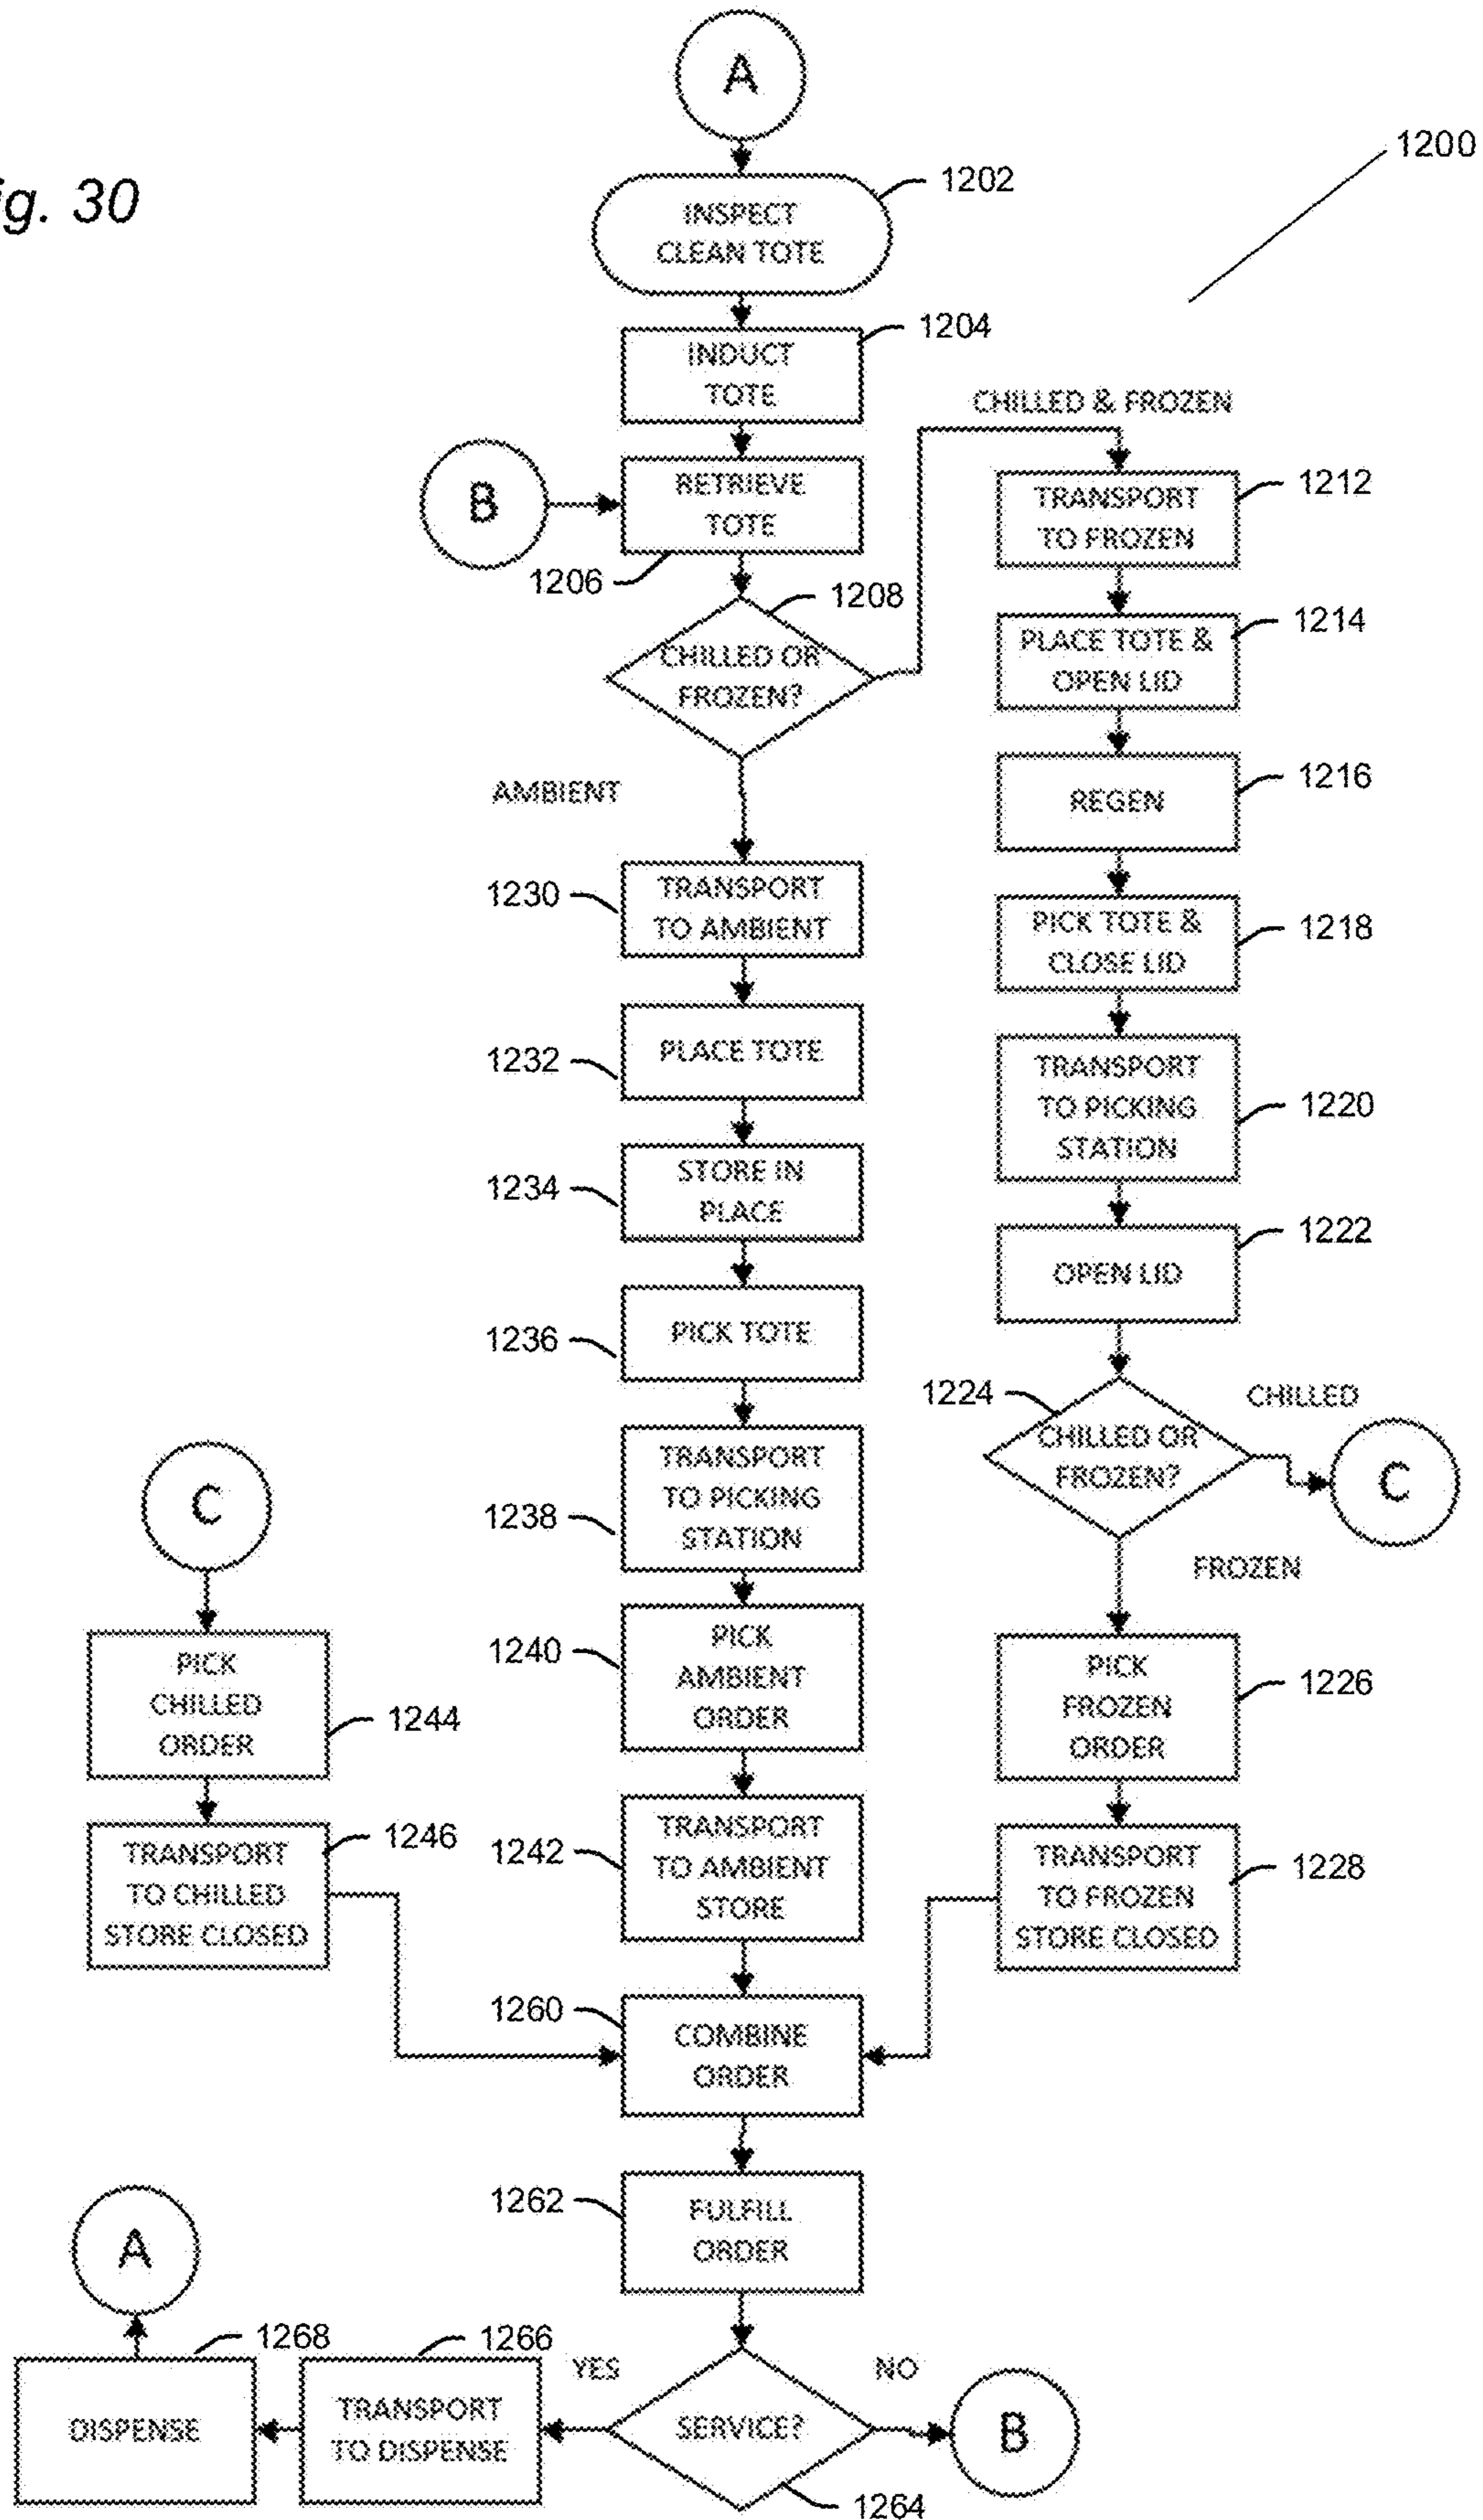 A
1200
ig. 30
1202
INSPECT
CLEAN TOTE
1204
INDUCT
TOTE
CHILLED & FROZEN
B
RETRIEVE
TOTE
1206
1208
CHILLED OR
FROZEN?
1212
TRANSPORT
TO FROZEN
1214
PLACE TOTE &
OPEN LID
1216
REGEN
1218
PICK TOTE &
CLOSE LID
1220
TRANSPORT
TO PICKING
STATION
1222
OPEN LID
1224
CHILLED OR
FROZEN?
CHILLED
C
FROZEN
PICK
FROZEN
ORDER
1226
TRANSPORT
TO FROZEN
STORE CLOSED
1228
AMBIENT
1230
TRANSPORT
TO AMBIENT
1232
PLACE TOTE
1234
STORE IN
PLACE
1236
PICK TOTE
1238
TRANSPORT
TO PICKING
STATION
1240
PICK
AMBIENT
ORDER
1242
TRANSPORT
TO AMBIENT
STORE
C
PICK
CHILLED
ORDER
1244
1246
TRANSPORT
TO CHILLED
STORE CLOSED
1260
COMBINE
ORDER
1262
FULFILL
ORDER
A
1268
DISPENSE
1266
TRANSPORT
TO DISPENSE
YES
SERVICE?
NO
B
1264